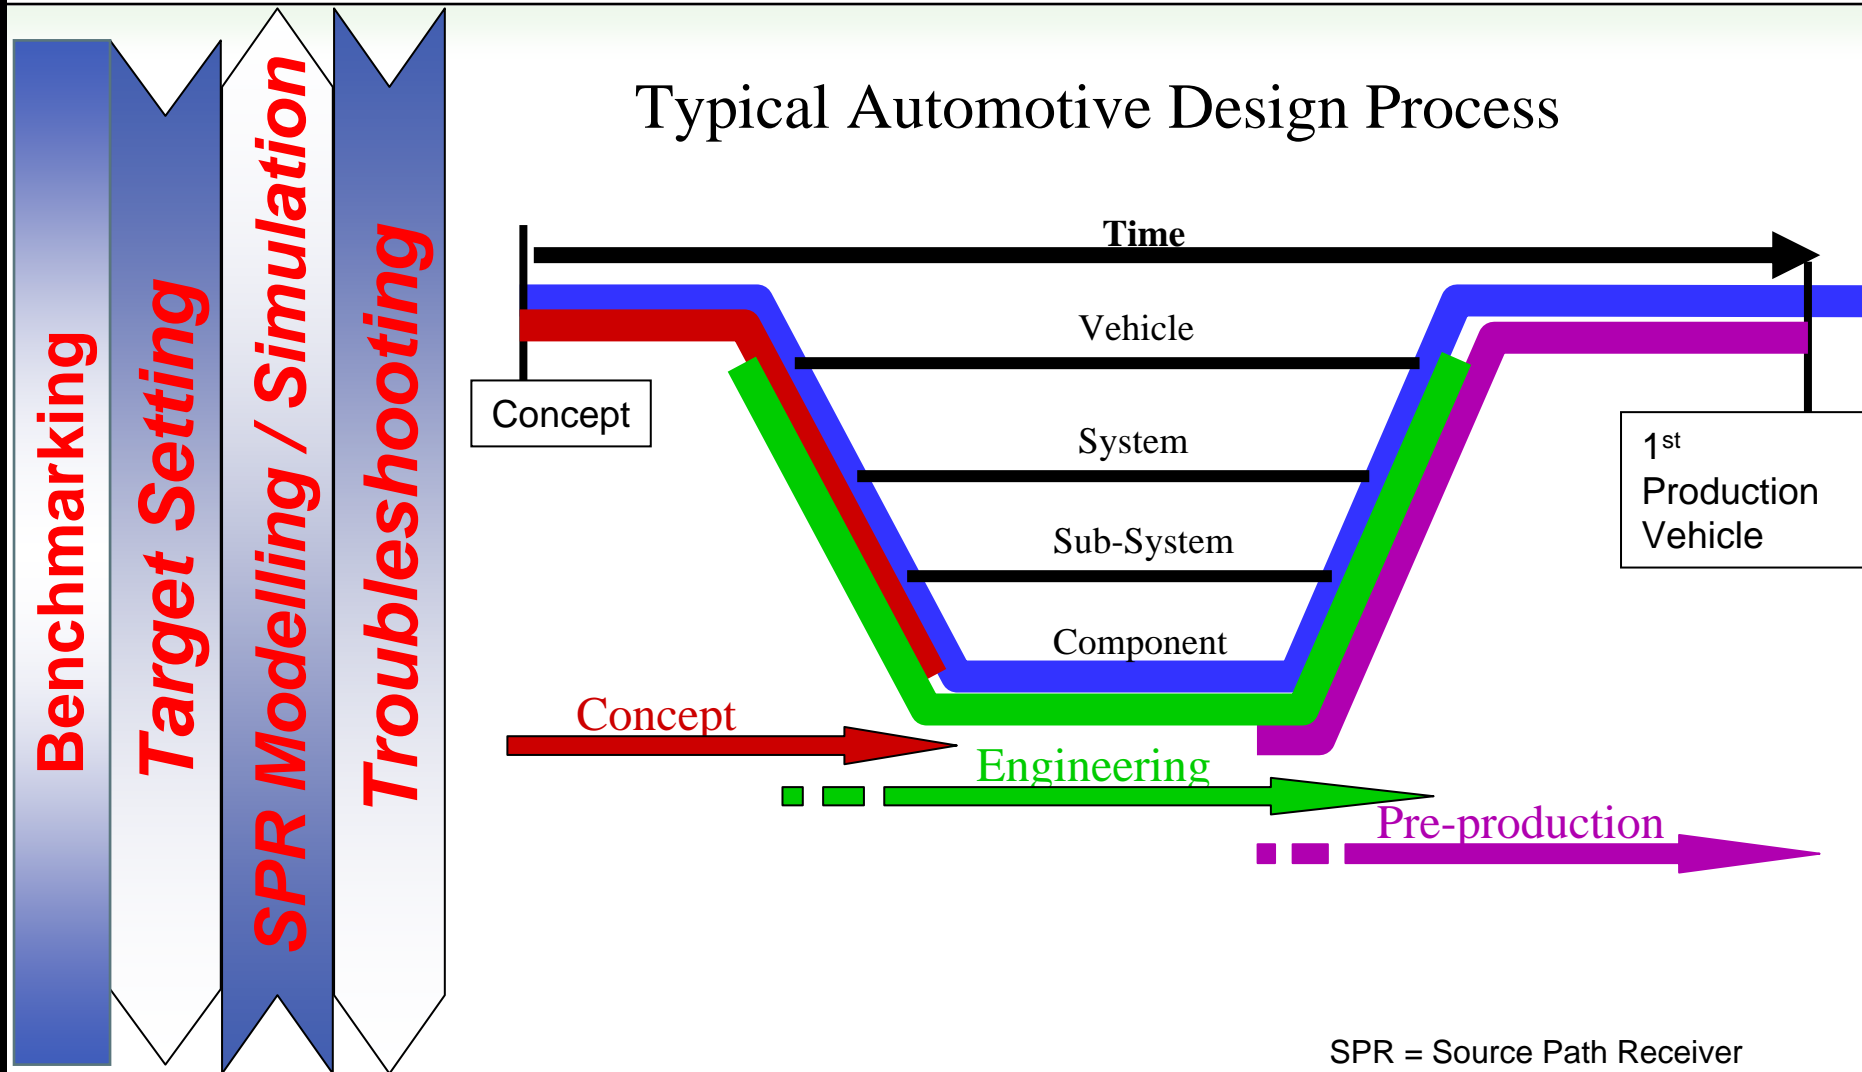 Benchmarking
Target Setting
SPR Modelling / Simulation
Troubleshooting
Typical Automotive Design Process
Time
Vehicle
Concept
System
1st
Production
Vehicle
Sub-System
Component
Concept
Engineering
Pre-production
SPR = Source Path Receiver